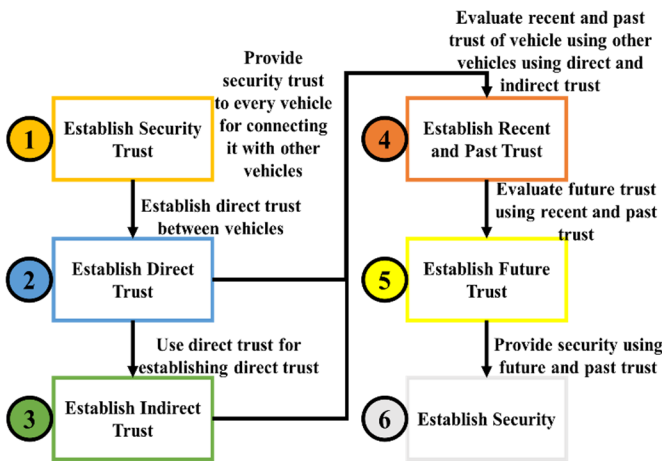 1
Establish Security
Trust
Provide
security trust
to every vehicle
for connecting
it with other
vehicles
Establish direct trust
between vehicles
2
Establish Direct
Trust
Use direct trust for
establishing direct trust
3
Establish Indirect
Trust
Evaluate recent and past
trust of vehicle using other
vehicles using direct and
indirect trust
4
Establish Recent
and Past Trust
Evaluate future trust
using recent and past
trust
5
Establish Future
Trust
Provide security using
future and past trust
6
Establish Security